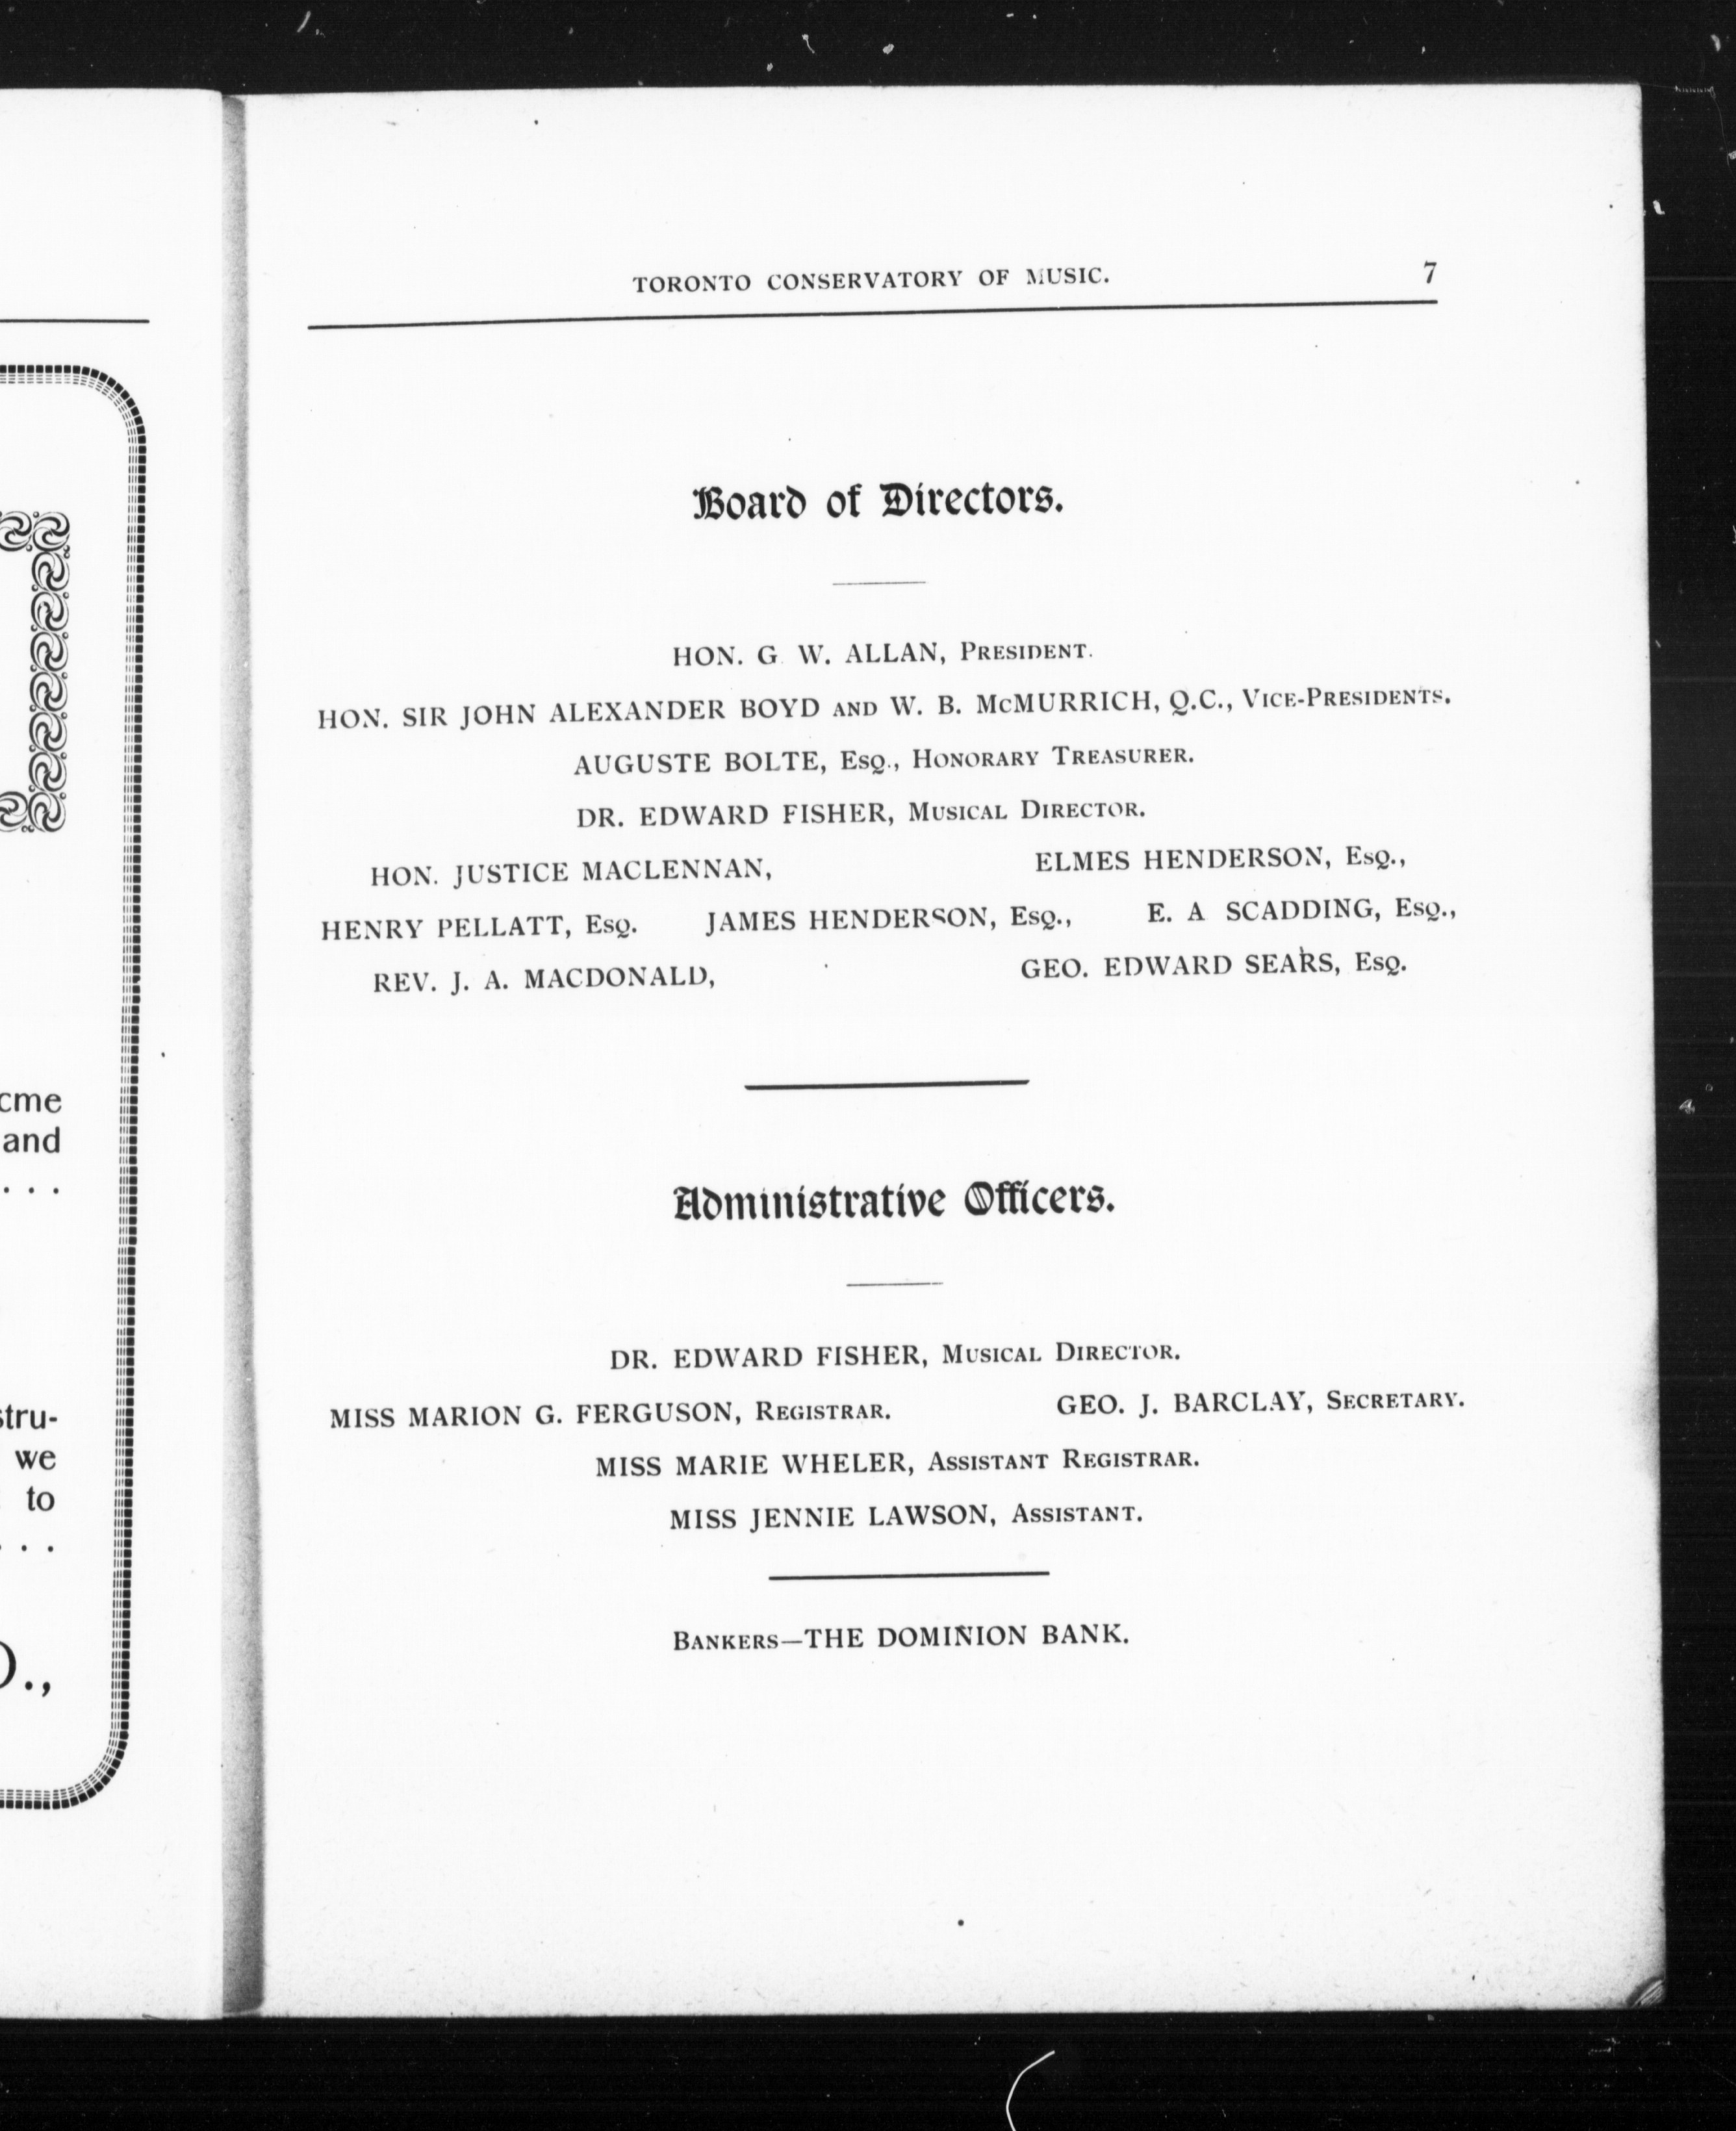 TORONTO CONSERVATORY OF MUSIC. 7
Board of Directors.
HON. G. W. ALLAN, PRESIDENT.
HON. SIR JOHN ALEXANDER BOYD AND W. B. McMURRICH, Q.C., VICE-PRESIDENTS.
AUGUSTE BOLTE, ESQ., HONORARY TREASURER.
DR. EDWARD FISHER, MUSICAL DIRECTOR.
HON. JUSTICE MACLENNAN, ELMES HENDERSON, ESQ.,
HENRY PELLATT, ESQ. JAMES HENDERSON, ESQ., E. A SCADDING, ESQ.,
REV. J. A. MACDONALD, GEO. EDWARD SEARS, ESQ.
Administrative Officers.
DR. EDWARD FISHER, MUSICAL DIRECTOR.
MISS MARION G. FERGUSON, REGISTRAR. GEO. J. BARCLAY, SECRETARY.
MISS MARIE WHELER, ASSISTANT REGISTRAR.
MISS JENNIE LAWSON, ASSISTANT.
BANKERS—THE DOMINION BANK.
and
we
to